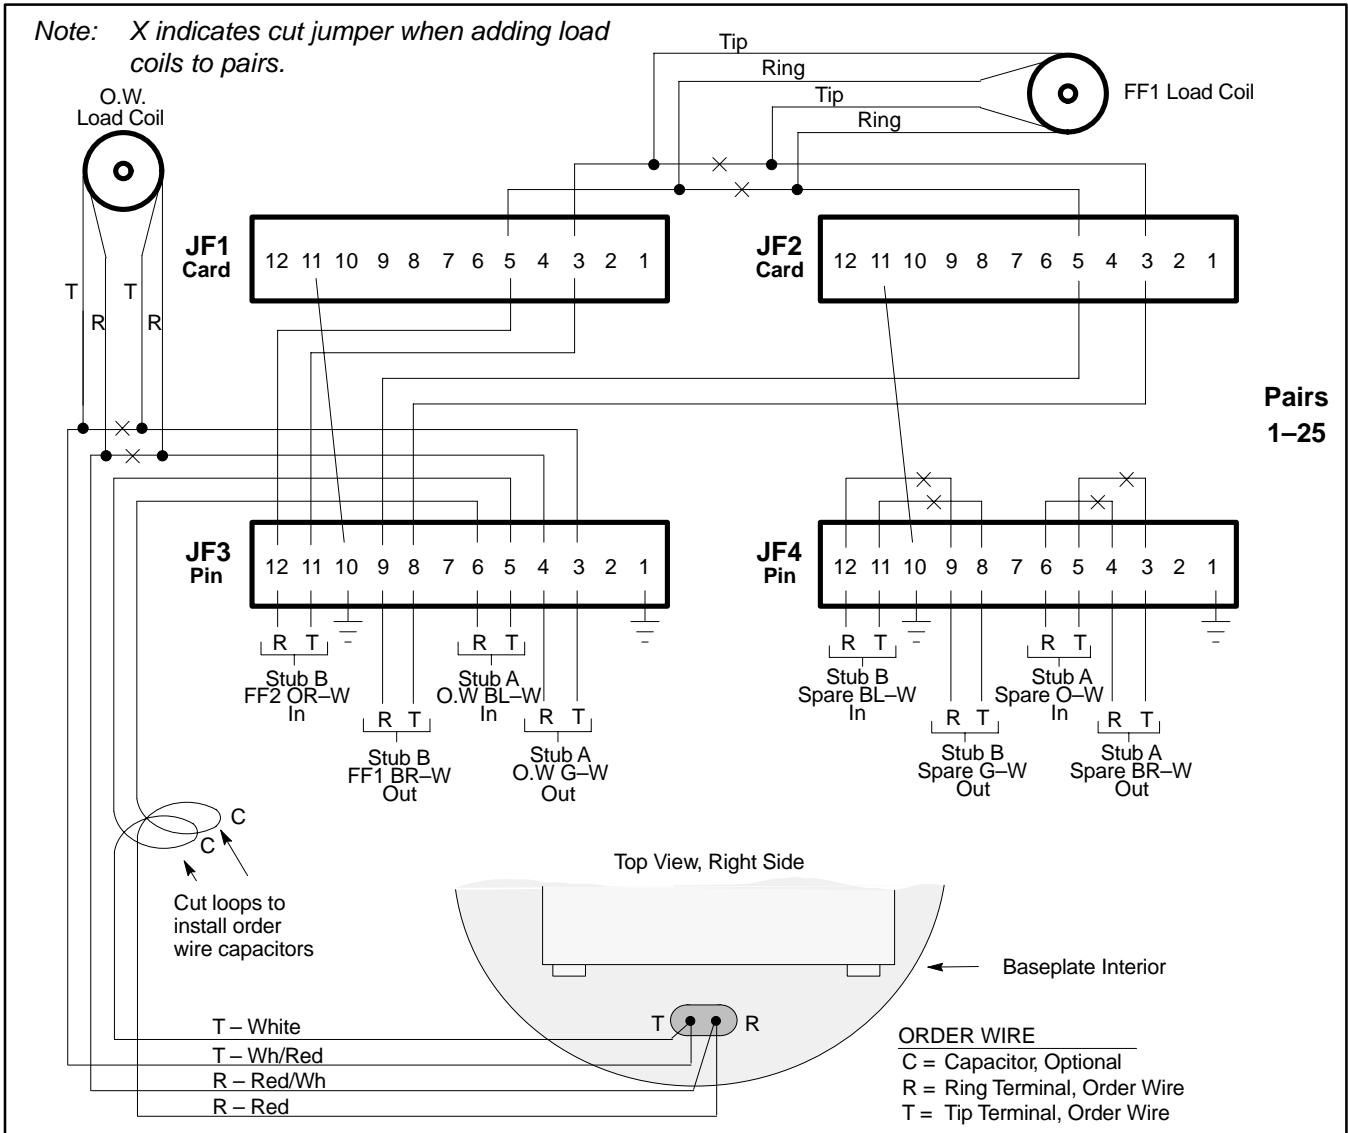 Note: X indicates cut jumper when adding load
coils to pairs.
O.W.
Load Coil
Tip
Ring
Tip
Ring
FF1 Load Coil
JF1
Card
12 11 10 9 8 7 6 5 4 3 2 1
JF2
Card
12 11 10 9 8 7 6 5 4 3 2 1
T T
R R
Pairs
1–25
JF3
Pin
12 11 10 9 8 7 6 5 4 3 2 1
JF4
Pin
12 11 10 9 8 7 6 5 4 3 2 1
R T
Stub B
FF2 OR–W
In
R T
Stub B
FF1 BR–W
Out
R T
Stub A
O.W BL–W
In
R T
Stub A
O.W G–W
Out
R T
Stub B
Spare BL–W
In
R T
Stub B
Spare G–W
Out
R T
Stub A
Spare O–W
In
R T
Stub A
Spare BR–W
Out
C
C
Cut loops to
install order
wire capacitors
Top View, Right Side
Baseplate Interior
T R
T – White
T – Wh/Red
R – Red/Wh
R – Red
ORDER WIRE
C = Capacitor, Optional
R = Ring Terminal, Order Wire
T = Tip Terminal, Order Wire